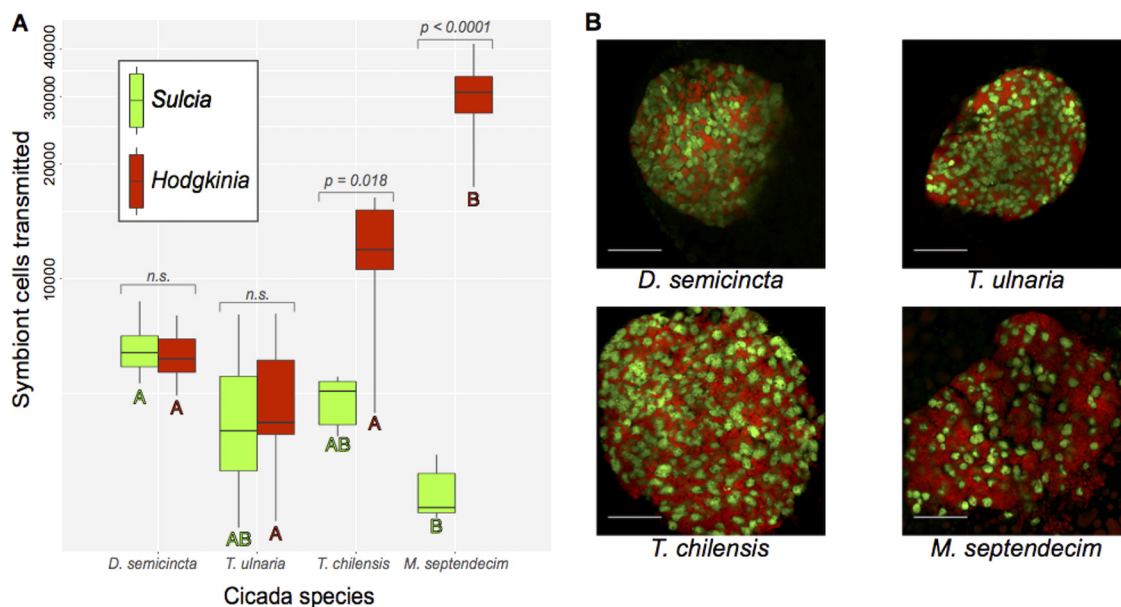 A
Symbiont cells transmitted
40000
30000
20000
10000
Sulcia
Hodgkinia
n.s.
n.s.
p = 0.018
p < 0.0001
A
A
AB
A
AB
A
B
B
D. semicincta T. ulnaria T. chilensis M. septendecim
Cicada species
B
D. semicincta T. ulnaria
T. chilensis M. septendecim